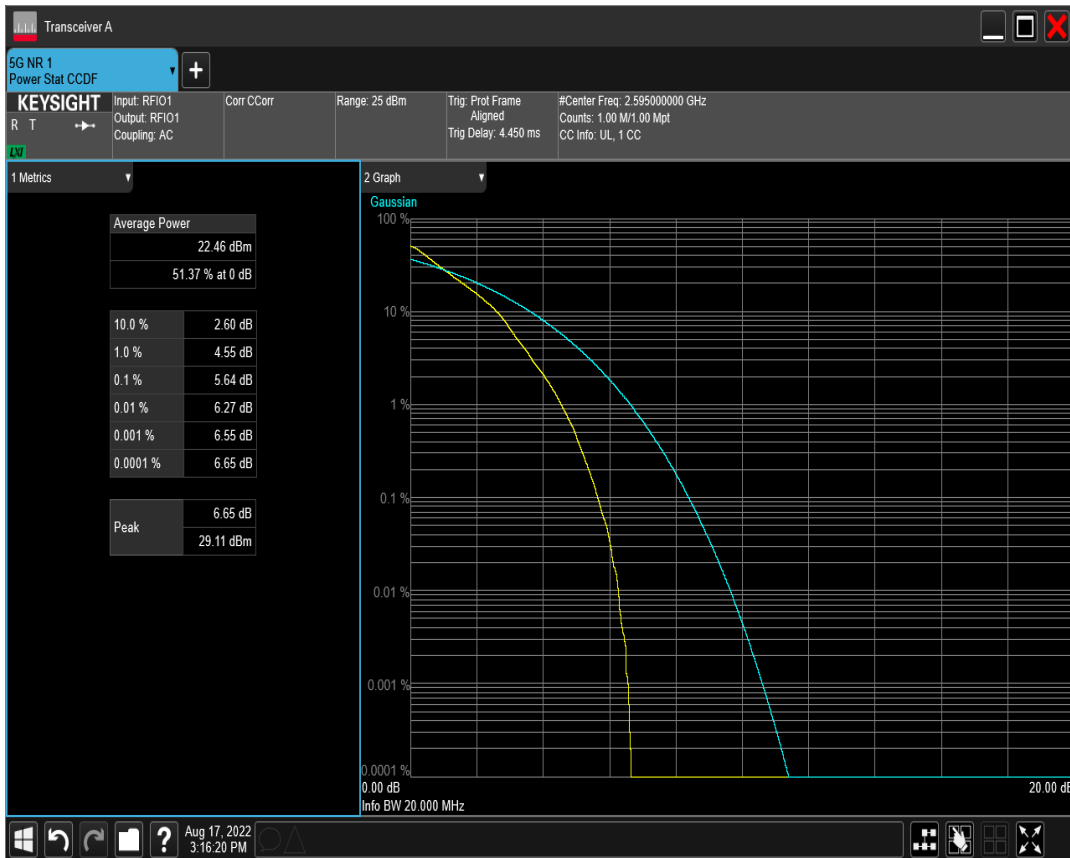 Transceiver A
5G NR 1
Power Stat CCDF
+
KEYSIGHT
R T
LXI
Input: RFIO1
Output: RFIO1
Coupling: AC
Corr CCorr
Range: 25 dBm
Trig: Prot Frame
Aligned
Trig Delay: 4.450 ms
#Center Freq: 2.595000000 GHz
Counts: 1.00 M/1.00 Mpt
CC Info: UL, 1 CC
1 Metrics
Average Power
22.46 dBm
51.37 % at 0 dB
10.0 % 2.60 dB
1.0 % 4.55 dB
0.1 % 5.64 dB
0.01 % 6.27 dB
0.001 % 6.55 dB
0.0001 % 6.65 dB
Peak
6.65 dB
29.11 dBm
2 Graph
Gaussian
100 %
10 %
1 %
0.1 %
0.01 %
0.001 %
0.0001 %
0.00 dB
20.00 dB
Info BW 20.000 MHz
?
Aug 17, 2022
3:16:20 PM